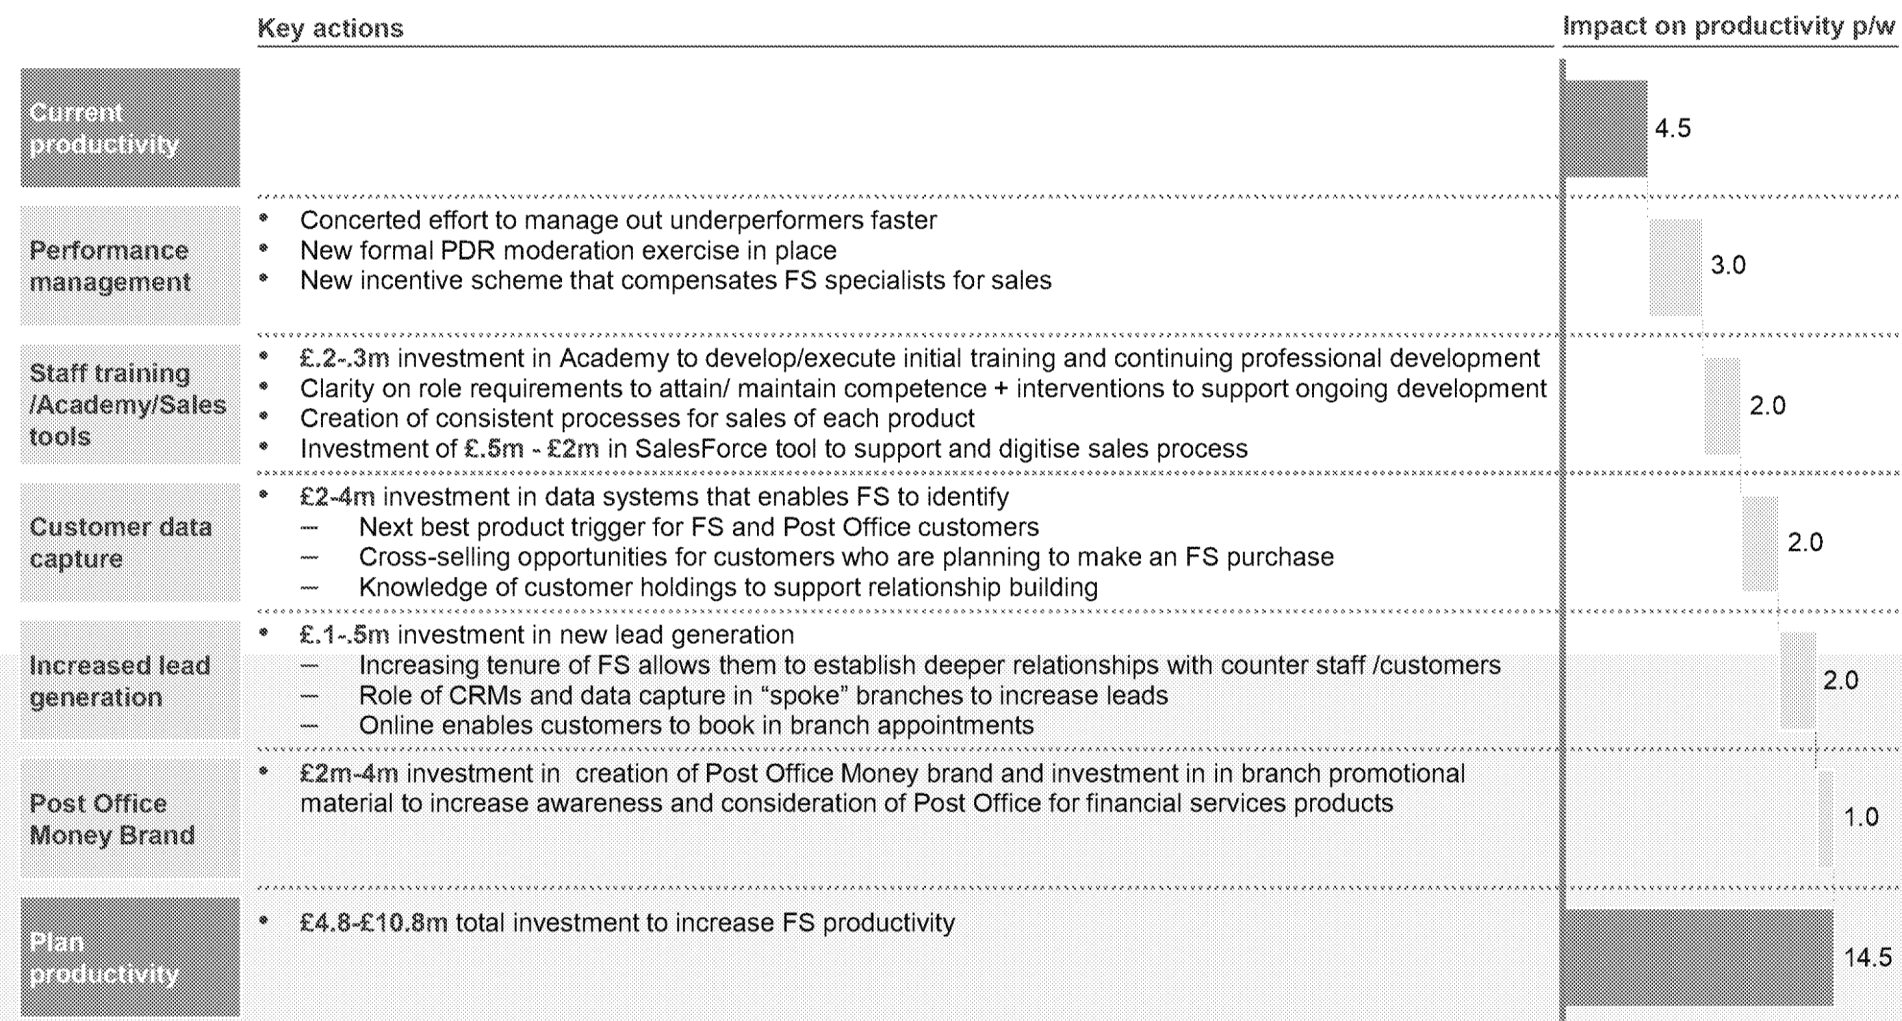 Key actions
Impact on productivity p/w
Current
productivity
4.5
Performance
management
• Concerted effort to manage out underperformers faster
• New formal PDR moderation exercise in place
• New incentive scheme that compensates FS specialists for sales
3.0
Staff training
/Academy/Sales
tools
• £.2-.3m investment in Academy to develop/execute initial training and continuing professional development
• Clarity on role requirements to attain/ maintain competence + interventions to support ongoing development
• Creation of consistent processes for sales of each product
• Investment of £.5m - £2m in SalesForce tool to support and digitise sales process
2.0
Customer data
capture
• £2-4m investment in data systems that enables FS to identify
— Next best product trigger for FS and Post Office customers
— Cross-selling opportunities for customers who are planning to make an FS purchase
— Knowledge of customer holdings to support relationship building
2.0
Increased lead
generation
• £.1-.5m investment in new lead generation
— Increasing tenure of FS allows them to establish deeper relationships with counter staff /customers
— Role of CRMs and data capture in “spoke” branches to increase leads
— Online enables customers to book in branch appointments
2.0
Post Office
Money Brand
• £2m-4m investment in creation of Post Office Money brand and investment in in branch promotional
material to increase awareness and consideration of Post Office for financial services products
1.0
Plan
productivity
• £4.8-£10.8m total investment to increase FS productivity
14.5